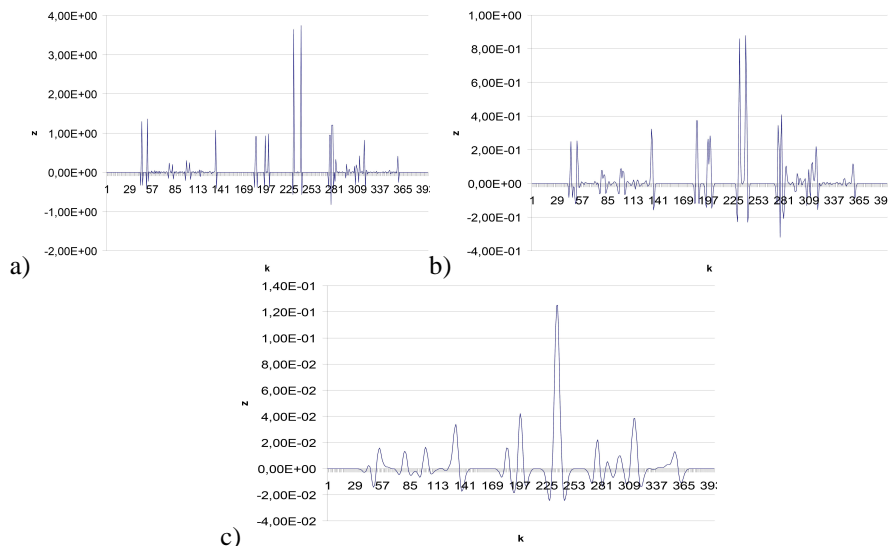 4,00E+00
3,00E+00
2,00E+00
1,00E+00
0,00E+00
-1,00E+00
-2,00E+00
z
1 29 57 85 113 141 169 197 225 253 281 309 337 365 393
k
a)
1,00E+00
8,00E-01
6,00E-01
4,00E-01
2,00E-01
0,00E+00
-2,00E-01
-4,00E-01
z
1 29 57 85 113 141 169 197 225 253 281 309 337 365 39
k
b)
1,40E-01
1,20E-01
1,00E-01
8,00E-02
6,00E-02
4,00E-02
2,00E-02
0,00E+00
-2,00E-02
-4,00E-02
z
1 29 57 85 113 141 169 197 225 253 281 309 337 365 393
k
c)